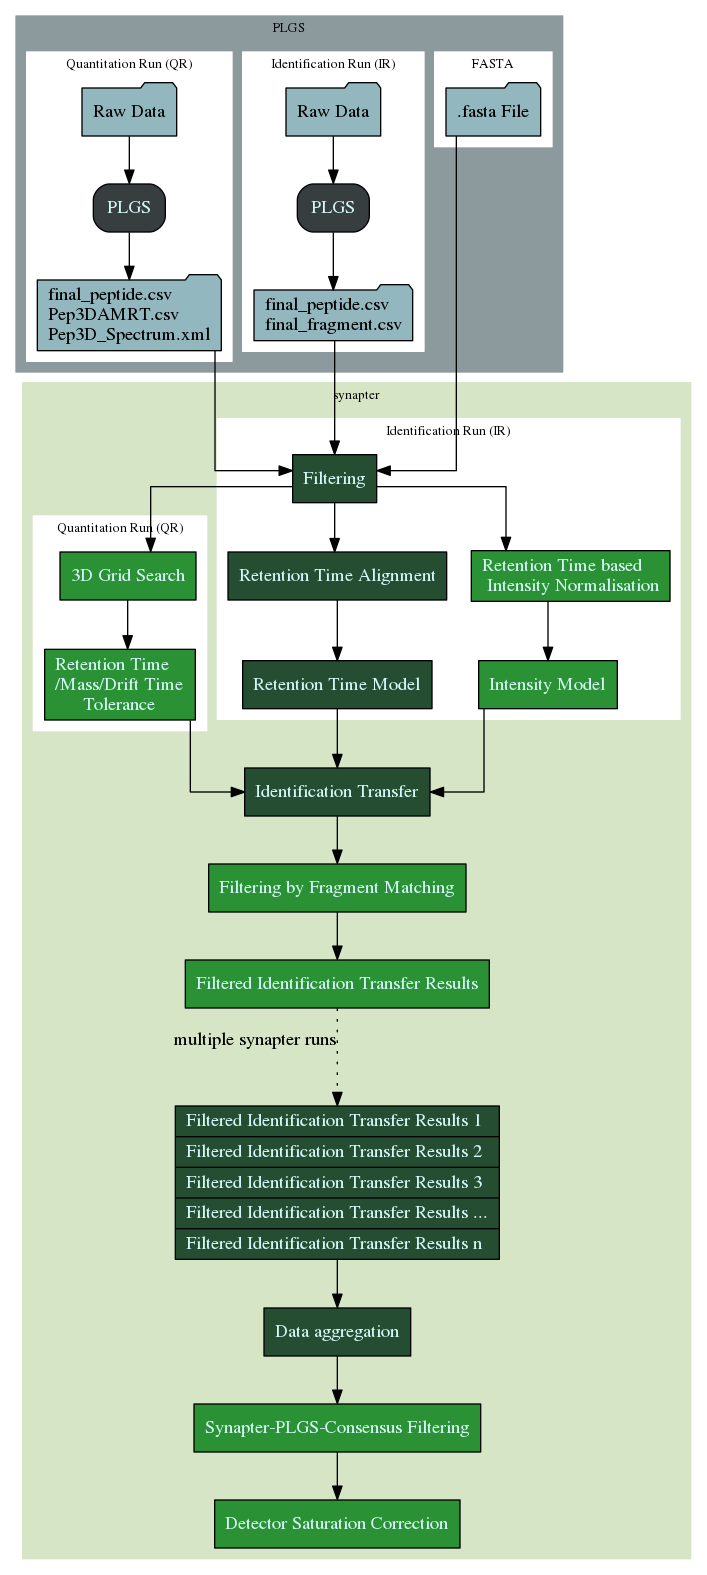 PLGS
Quantitation Run (QR)
Identification Run (IR)
FASTA
Raw Data
Raw Data
.fasta File
PLGS
PLGS
final_peptide.csv
Pep3DAMRT.csv
Pep3D_Spectrum.xml
final_peptide.csv
final_fragment.csv
synapter
Identification Run (IR)
Filtering
Quantitation Run (QR)
3D Grid Search
Retention Time Alignment
Retention Time based
Intensity Normalisation
Retention Time
/Mass/Drift Time
Tolerance
Retention Time Model
Intensity Model
Identification Transfer
Filtering by Fragment Matching
Filtered Identification Transfer Results
multiple synapter runs
Filtered Identification Transfer Results 1
Filtered Identification Transfer Results 2
Filtered Identification Transfer Results 3
Filtered Identification Transfer Results ...
Filtered Identification Transfer Results n
Data aggregation
Synapter-PLGS-Consensus Filtering
Detector Saturation Correction